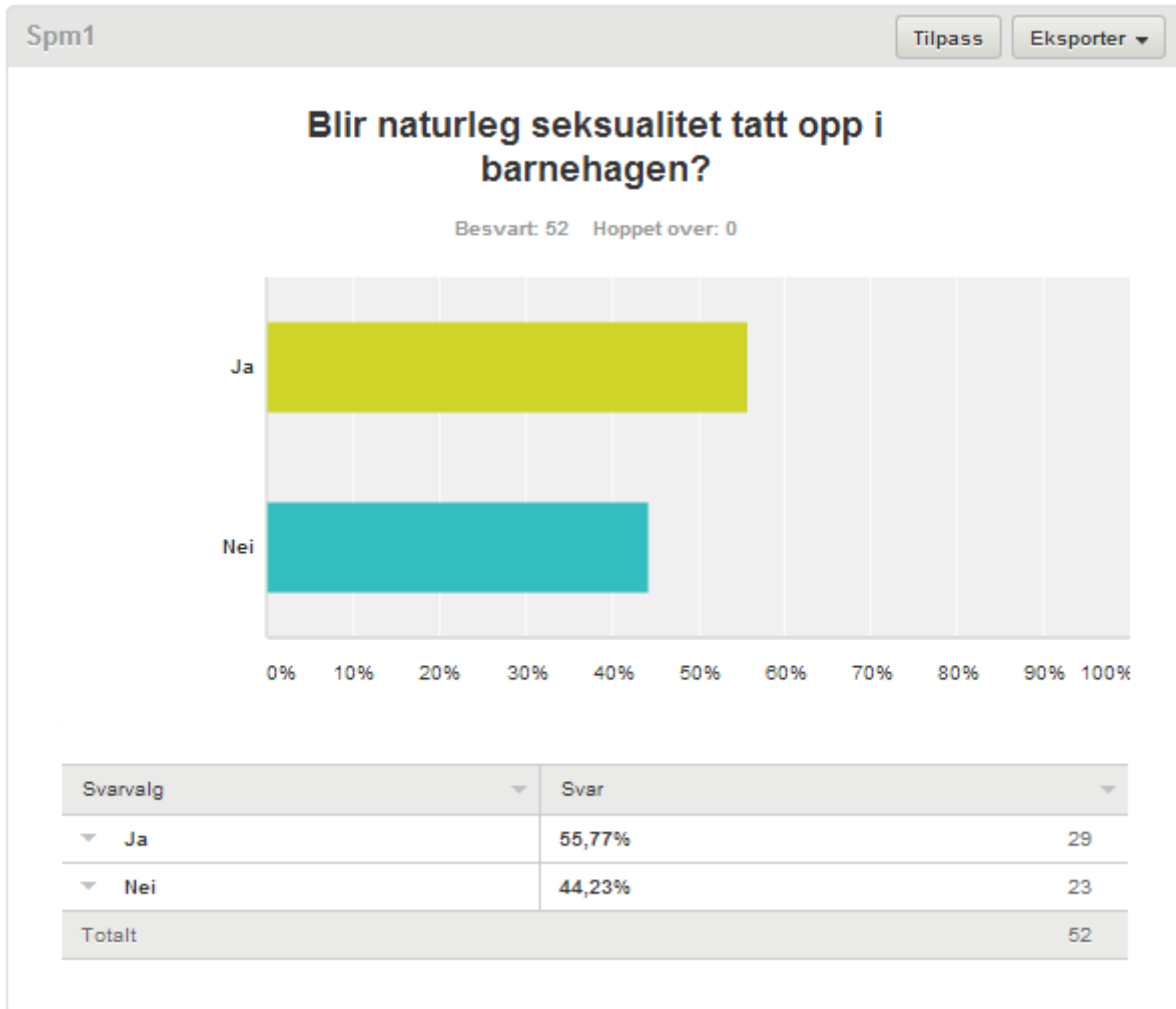 Spm1
Tilpass
Eksporter
Blir naturleg seksualitet tatt opp i
barnehagen?
Besvart: 52 Hoppet over: 0
Ja
Nei
0% 10% 20% 30% 40% 50% 60% 70% 80% 90% 100%
Svarvalg Svar
Ja 55,77% 29
Nei 44,23% 23
Totalt 52